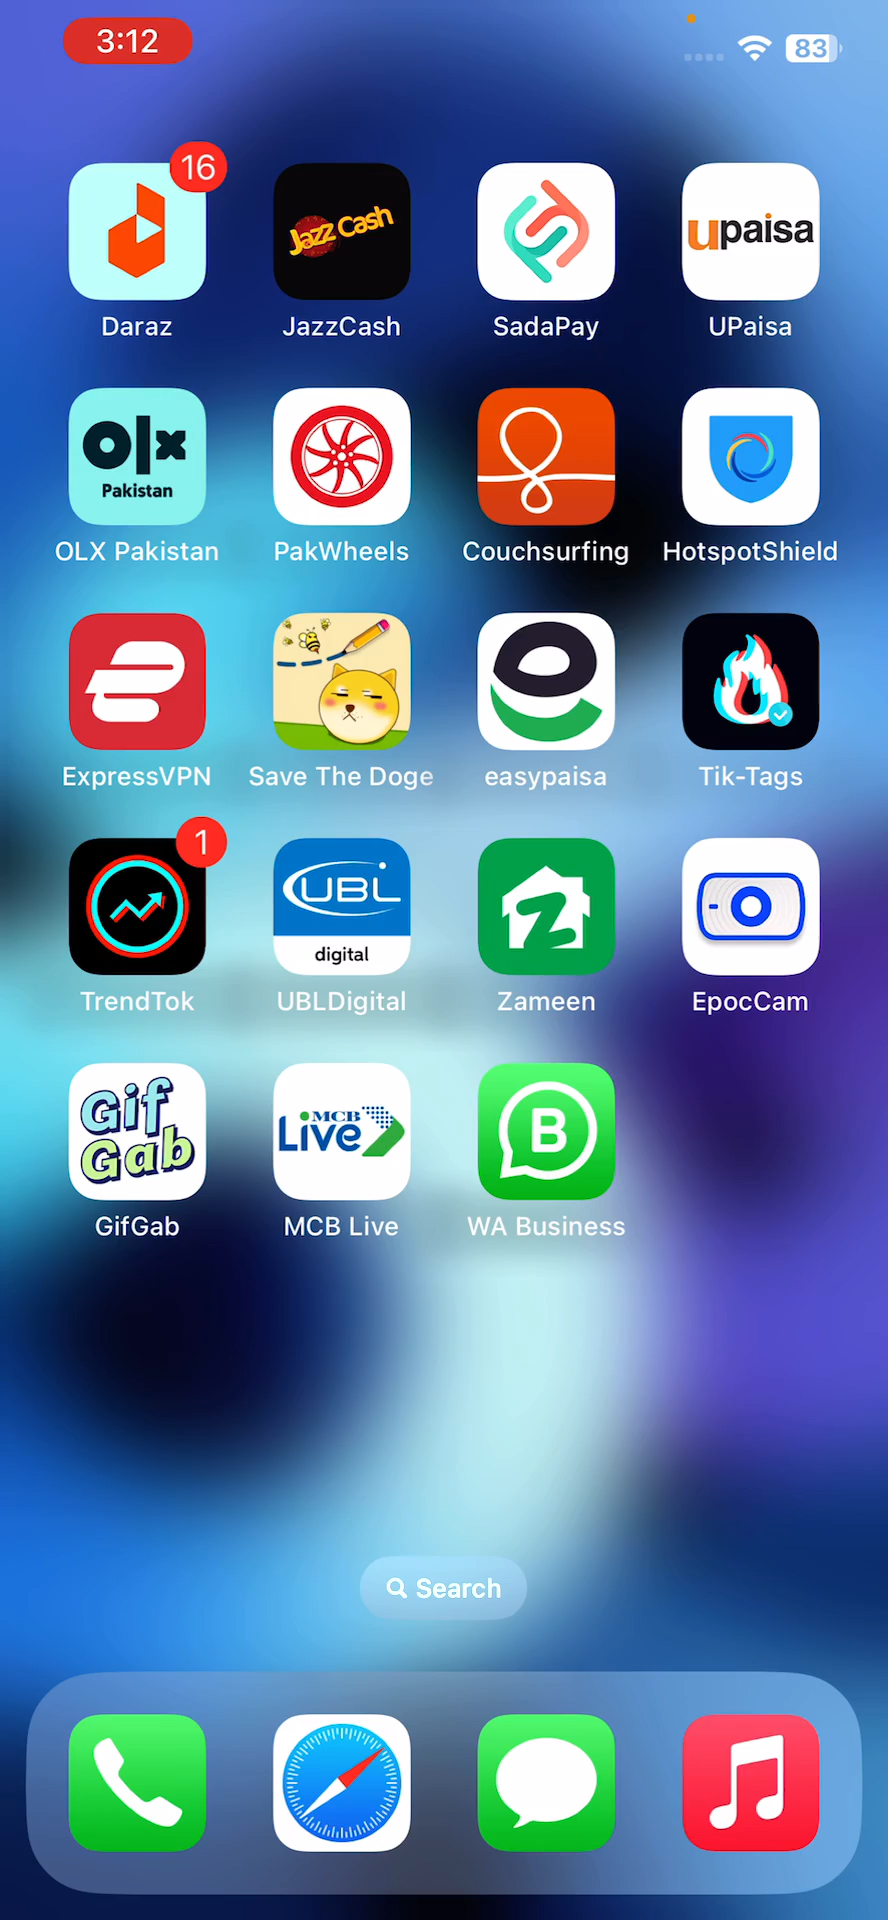 3:12
83
16
Jazz Cash
upaisa
Daraz
JazzCash
SadaPay
UPaisa
olx
Pakistan
OLX Pakistan
PakWheels
Couchsurfing
HotspotShield
ExpressVPN
Save The Doge
easypaisa
Tik-Tags
1
UBL
digital
TrendTok
UBLDigital
Zameen
EpocCam
Gif
Gab
MCB
Live
B
GifGab
MCB Live
WA Business
Search